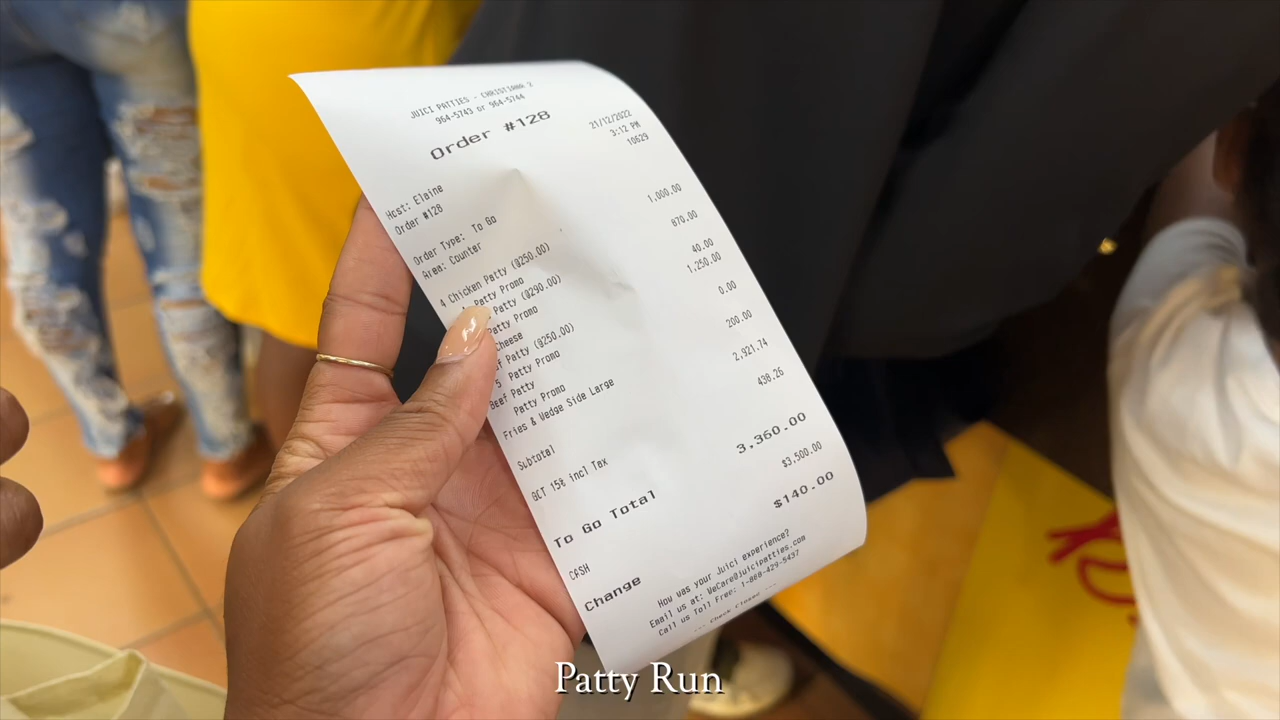 JUICI PATTIES - CHRISTIANA 2
964-5743 or 964-5744
Order #128
21/12/2022
3:12 PM
10629
Host: Elaine
Order #128
Order Type: To Go
Area: Counter
4 Chicken Patty (@250.00) 1,000.00
Patty Promo
Patty (@290.00) 870.00
Patty Promo
Cheese 40.00
Patty (@250.00) 1,250.00
5 Patty Promo
Beef Patty 0.00
Patty Promo
Fries & Wedge Side Large 200.00
Subtotal 2,921.74
GCT 15% incl Tax 438.26
To Go Total 3,360.00
CASH $3,500.00
Change $140.00
How was your Juici experience?
Email us at: WeCare@juicipatties.com
Call us Toll Free: 1-868-429-5437
--- Check Closed ---
Patty Run